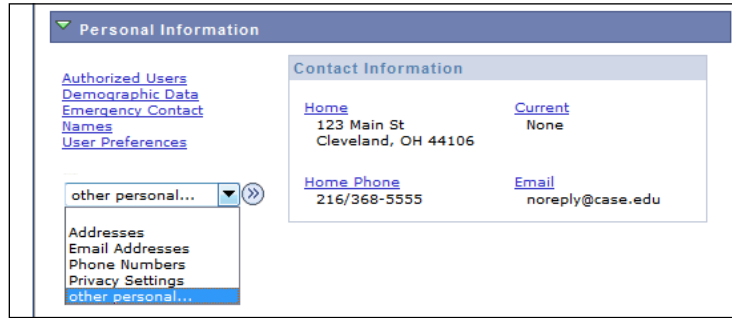 Personal Information
Authorized Users
Demographic Data
Emergency Contact
Names
User Preferences
other personal...
Addresses
Email Addresses
Phone Numbers
Privacy Settings
other personal...
Contact Information
Home
123 Main St
Cleveland, OH 44106
Current
None
Home Phone
216/368-5555
Email
noreply@case.edu